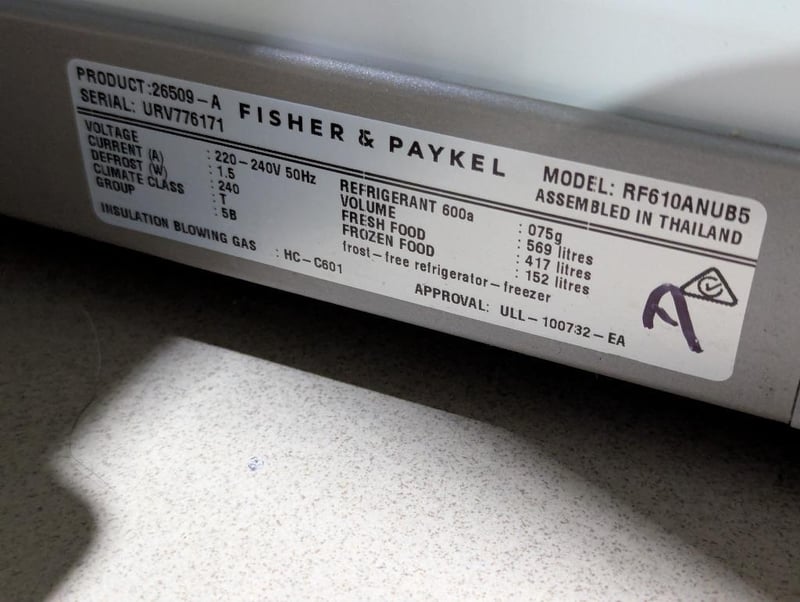 PRODUCT:26509-A
SERIAL: URV776171
FISHER & PAYKEL
MODEL: RF610ANUB5
ASSEMBLED IN THAILAND
VOLTAGE : 220-240V 50Hz
CURRENT (A) : 1.5
DEFROST (W) : 240
CLIMATE CLASS : T
GROUP : 5B
INSULATION BLOWING GAS : HC-C601
REFRIGERANT 600a : 075g
VOLUME : 569 litres
FRESH FOOD : 417 litres
FROZEN FOOD : 152 litres
frost-free refrigerator-freezer
APPROVAL: ULL-100732-EA
A